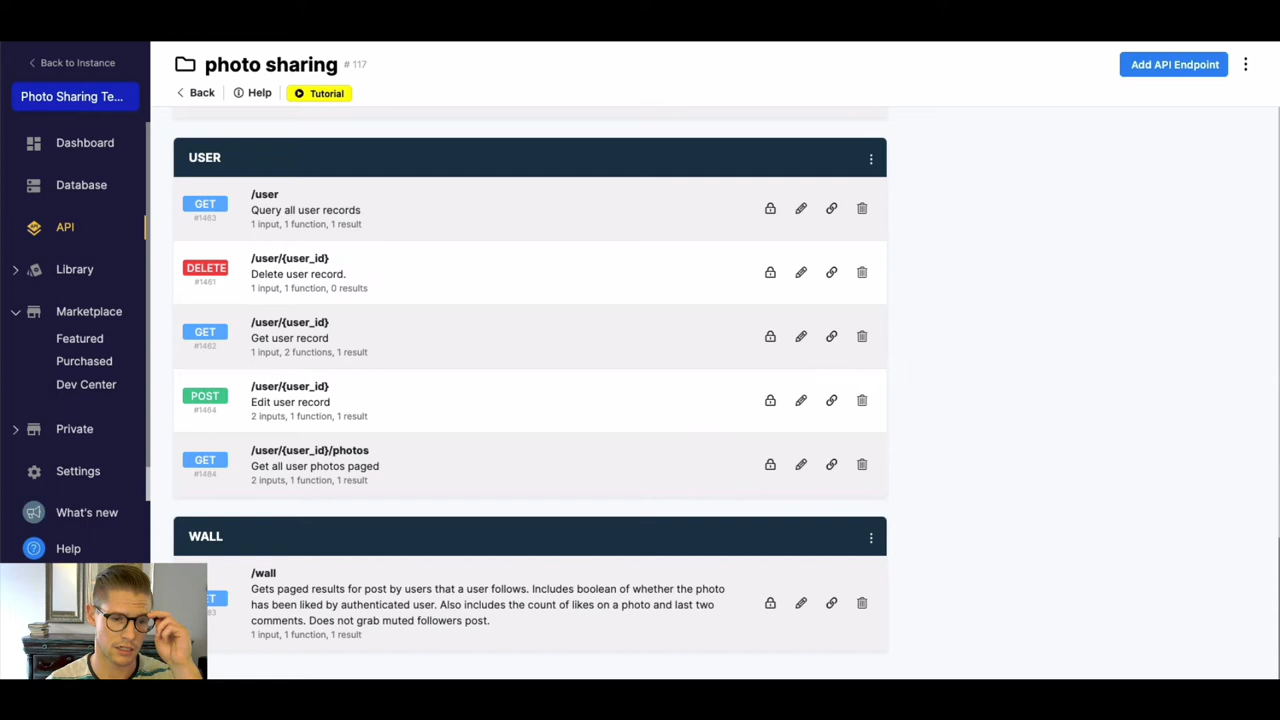 Back to Instance
Photo Sharing Te...
Dashboard
Database
API
Library
Marketplace
Featured
Purchased
Dev Center
Private
Settings
What's new
Help
photo sharing # 117
Back
Help
Tutorial
Add API Endpoint
USER
GET
#1463
/user
Query all user records
1 input, 1 function, 1 result
DELETE
#1461
/user/{user_id}
Delete user record.
1 input, 1 function, 0 results
GET
#1462
/user/{user_id}
Get user record
1 input, 2 functions, 1 result
POST
#1464
/user/{user_id}
Edit user record
2 inputs, 1 function, 1 result
GET
#1484
/user/{user_id}/photos
Get all user photos paged
2 inputs, 1 function, 1 result
WALL
/wall
Gets paged results for post by users that a user follows. Includes boolean of whether the photo
has been liked by authenticated user. Also includes the count of likes on a photo and last two
comments. Does not grab muted followers post.
1 input, 1 function, 1 result